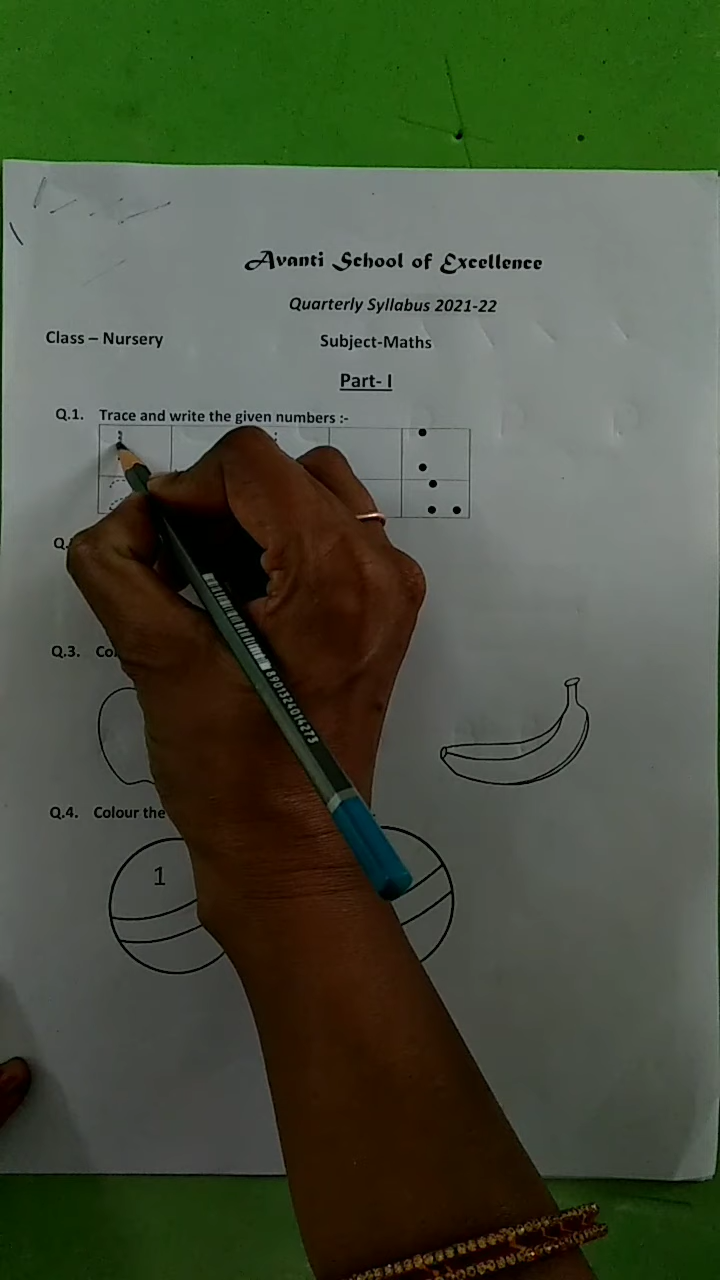 Avanti School of Excellence
Quarterly Syllabus 2021-22
Class – Nursery Subject-Maths
Part- I
Q.1. Trace and write the given numbers :-
Q.3.
Q.4. Colour the
1
8901324014273